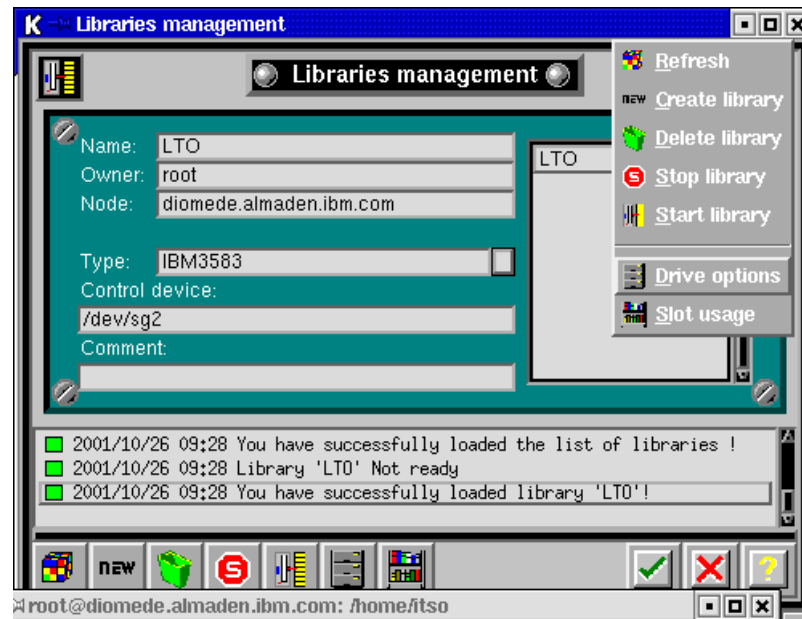 Libraries management
Libraries management
Refresh
new Create library
Delete library
S Stop library
Start library
Drive options
Slot usage
Name: LTO
Owner: root
Node: diomede.almaden.ibm.com
Type: IBM3583
Control device:
/dev/sg2
Comment:
LTO
2001/10/26 09:28 You have successfully loaded the list of libraries !
2001/10/26 09:28 Library 'LTO' Not ready
2001/10/26 09:28 You have successfully loaded library 'LTO'!
new S ?
root@diomede.almaden.ibm.com: /home/itso